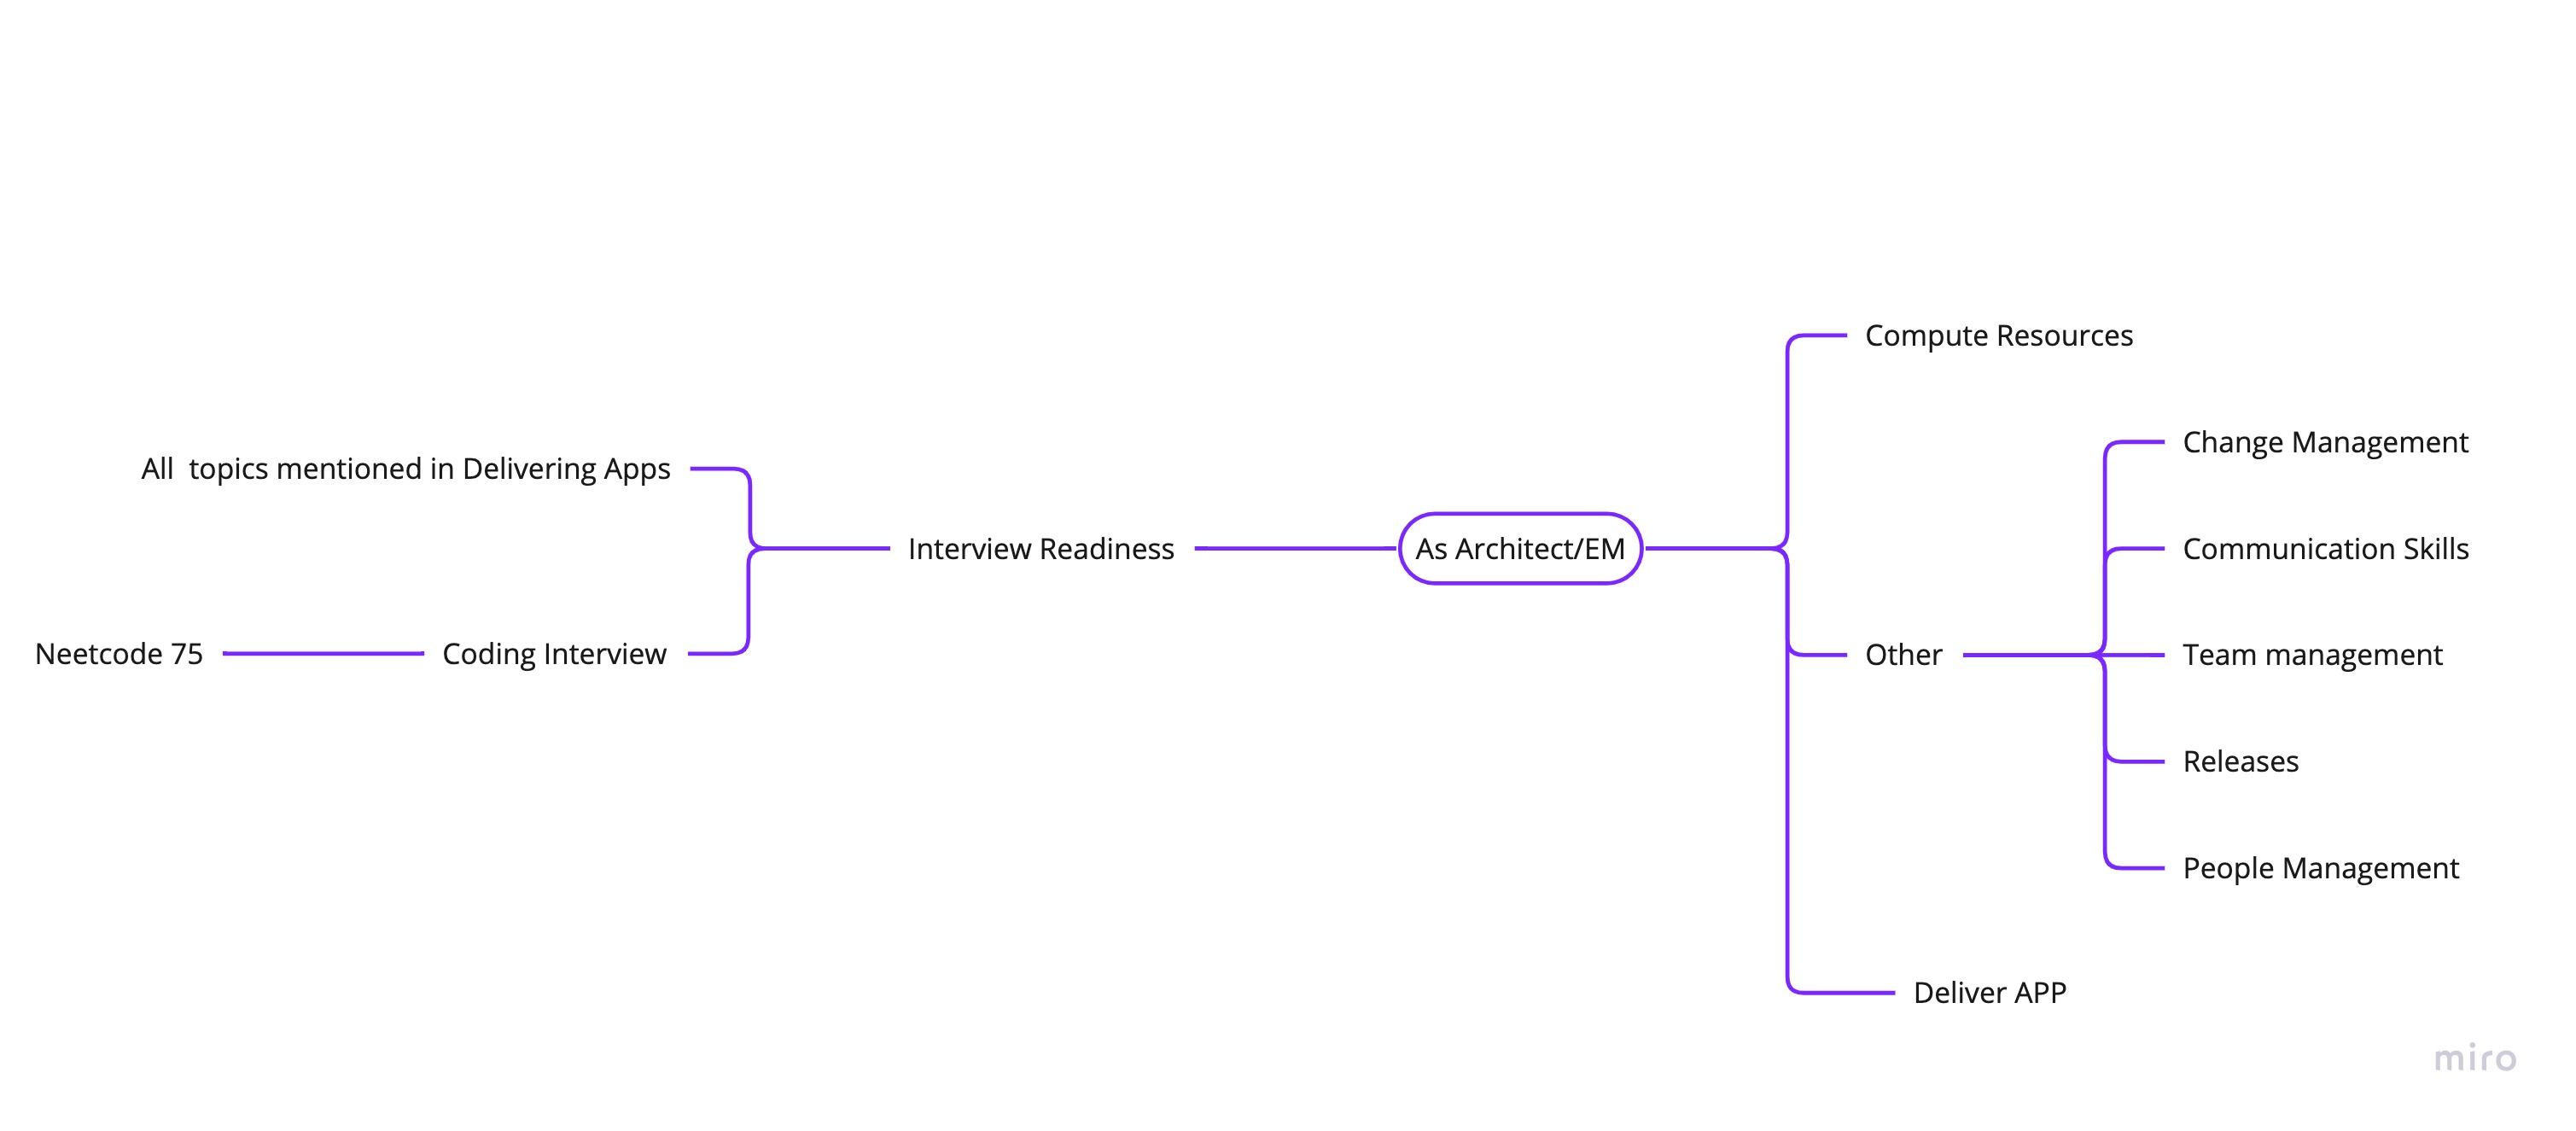 Compute Resources
Change Management
All  topics mentioned in Delivering Apps
Interview Readiness
As Architect/EM
Communication Skills
Neetcode 75
Coding Interview
Other
Team management
Releases
People Management
Deliver APP
miro